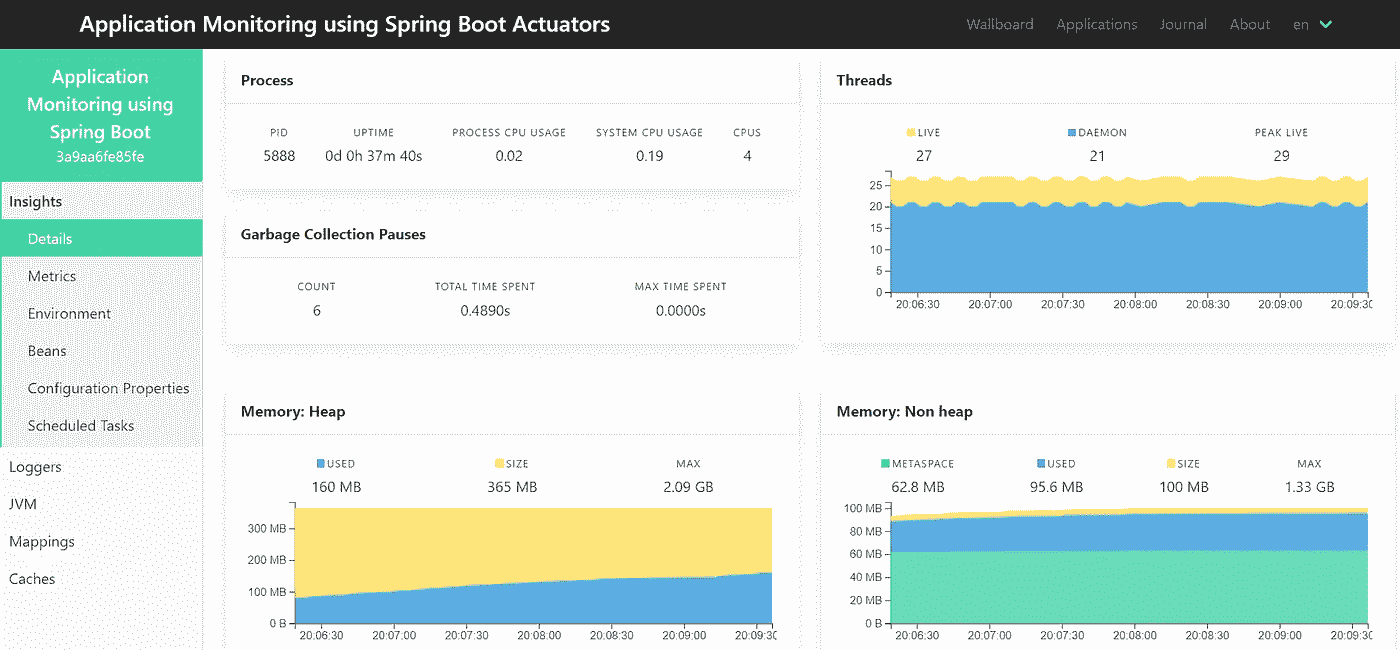 Application Monitoring using Spring Boot Actuators
Wallboard Applications Journal About en
Application
Monitoring using
Spring Boot
3a9aa6fe85fe
Insights
Details
Metrics
Environment
Beans
Configuration Properties
Scheduled Tasks
Loggers
JVM
Mappings
Caches
Process
PID UPTIME PROCESS CPU USAGE SYSTEM CPU USAGE CPUS
5888 0d 0h 37m 40s 0.02 0.19 4
Garbage Collection Pauses
COUNT TOTAL TIME SPENT MAX TIME SPENT
6 0.4890s 0.0000s
Threads
LIVE DAEMON PEAK LIVE
27 21 29
25
20
15
10
5
0
20:06:30 20:07:00 20:07:30 20:08:00 20:08:30 20:09:00 20:09:30
Memory: Heap
USED SIZE MAX
160 MB 365 MB 2.09 GB
300 MB
200 MB
100 MB
0 B
20:06:30 20:07:00 20:07:30 20:08:00 20:08:30 20:09:00 20:09:30
Memory: Non heap
METASPACE USED SIZE MAX
62.8 MB 95.6 MB 100 MB 1.33 GB
100 MB
80 MB
60 MB
40 MB
20 MB
0 B
20:06:30 20:07:00 20:07:30 20:08:00 20:08:30 20:09:00 20:09:30